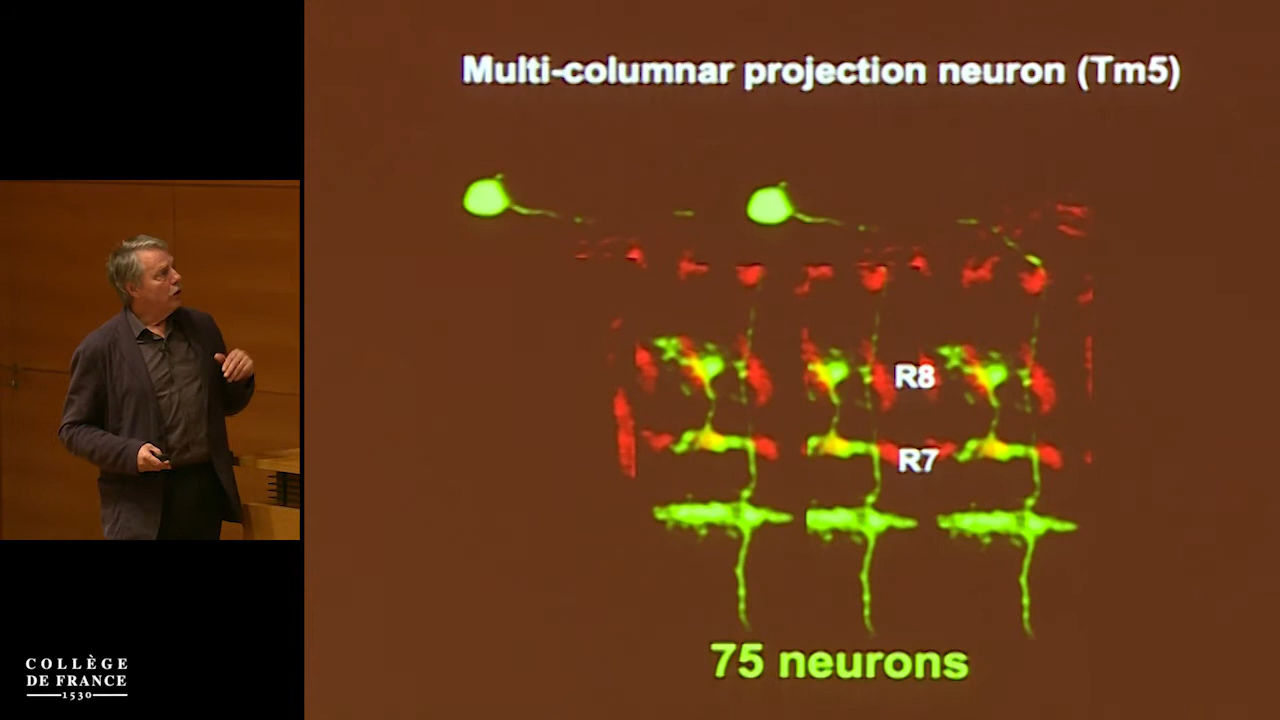 Multi-columnar projection neuron (Tm5)
R8
R7
75 neurons
COLLÈGE
DE FRANCE
1530